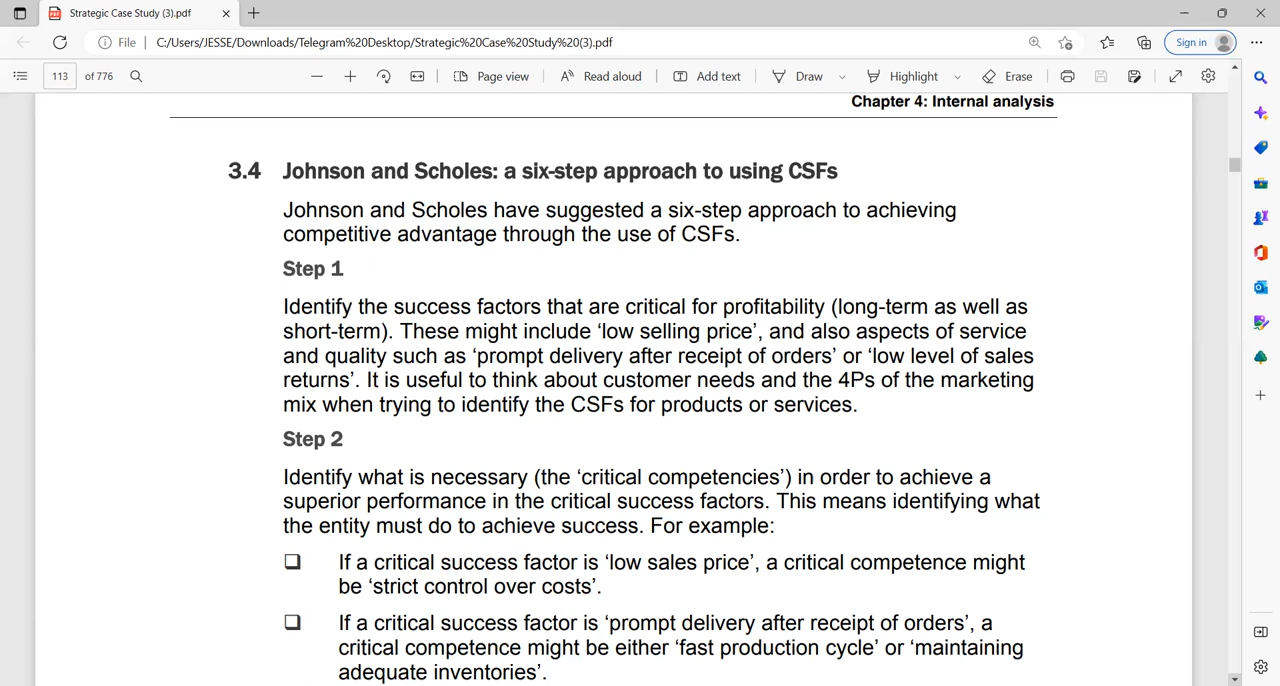 Strategic Case Study (3).pdf
File | C:/Users/JESSE/Downloads/Telegram%20Desktop/Strategic%20Case%20Study%20(3).pdf
Sign in
113 of 776
Page view | Read aloud | Add text | Draw | Highlight | Erase
Chapter 4: Internal analysis
3.4 Johnson and Scholes: a six-step approach to using CSFs
Johnson and Scholes have suggested a six-step approach to achieving
competitive advantage through the use of CSFs.
Step 1
Identify the success factors that are critical for profitability (long-term as well as
short-term). These might include ‘low selling price’, and also aspects of service
and quality such as ‘prompt delivery after receipt of orders’ or ‘low level of sales
returns’. It is useful to think about customer needs and the 4Ps of the marketing
mix when trying to identify the CSFs for products or services.
Step 2
Identify what is necessary (the ‘critical competencies’) in order to achieve a
superior performance in the critical success factors. This means identifying what
the entity must do to achieve success. For example:
❑ If a critical success factor is ‘low sales price’, a critical competence might
be ‘strict control over costs’.
❑ If a critical success factor is ‘prompt delivery after receipt of orders’, a
critical competence might be either ‘fast production cycle’ or ‘maintaining
adequate inventories’.